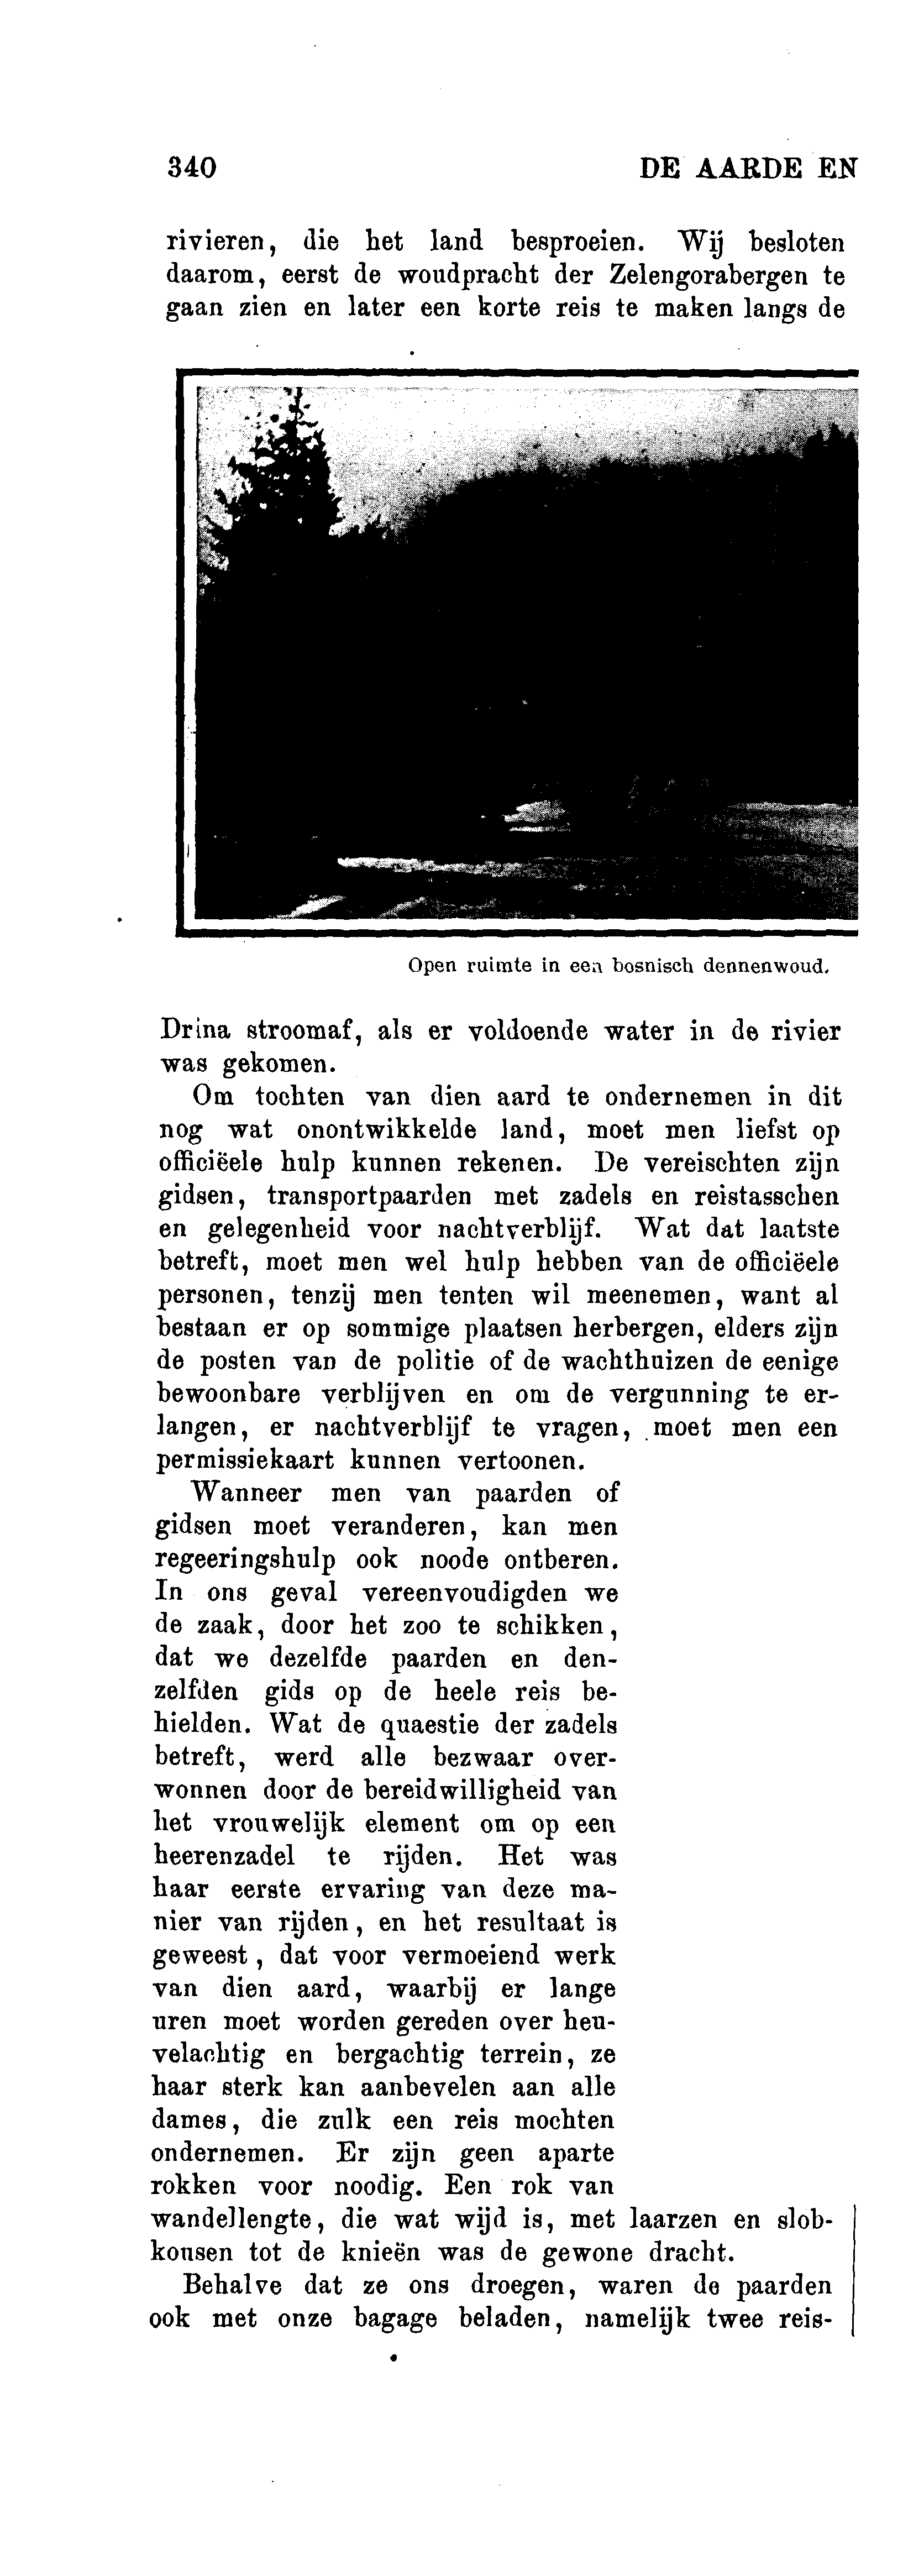 340 DE AARDE EN
rivieren, die het land besproeien. Wij besloten
daarom, eerst de woudpracht der Zelengorabergen te
gaan zien en later een korte reis te maken langs de
Open ruimte in een bosnisch dennenwoud.
Drina stroomaf, als er voldoende water in de rivier
was gekomen.
Om tochten van dien aard te ondernemen in dit
nog wat onontwikkelde land, moet men liefst op
officiëele hulp kunnen rekenen. De vereischten zijn
gidsen, transportpaarden met zadels en reistasschen
en gelegenheid voor nachtverblijf. Wat dat laatste
betreft, moet men wel hulp hebben van de officiëele
personen, tenzij men tenten wil meenemen, want al
bestaan er op sommige plaatsen herbergen, elders zijn
de posten van de politie of de wachthuizen de eenige
bewoonbare verblijven en om de vergunning te er-
langen, er nachtverblijf te vragen, moet men een
permissiekaart kunnen vertoonen.
Wanneer men van paarden of
gidsen moet veranderen, kan men
regeeringshulp ook noode ontberen.
In ons geval vereenvoudigden we
de zaak, door het zoo te schikken,
dat we dezelfde paarden en den-
zelfden gids op de heele reis be-
hielden. Wat de quaestie der zadels
betreft, werd alle bezwaar over-
wonnen door de bereidwilligheid van
het vrouwelijk element om op een
heerenzadel te rijden. Het was
haar eerste ervaring van deze ma-
nier van rijden, en het resultaat is
geweest, dat voor vermoeiend werk
van dien aard, waarbij er lange
uren moet worden gereden over heu-
velachtig en bergachtig terrein, ze
haar sterk kan aanbevelen aan alle
dames, die zulk een reis mochten
ondernemen. Er zijn geen aparte
rokken voor noodig. Een rok van
wandellengte, die wat wijd is, met laarzen en slob-
kousen tot de knieën was de gewone dracht.
Behalve dat ze ons droegen, waren de paarden
ook met onze bagage beladen, namelijk twee reis-